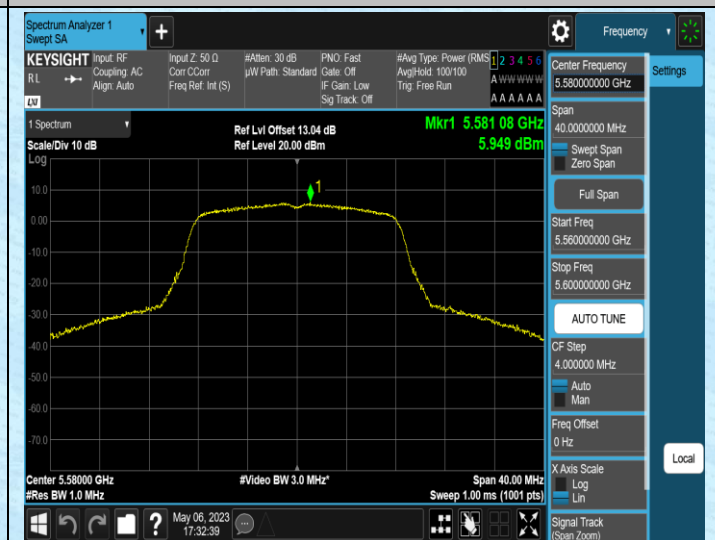 Spectrum Analyzer 1
Swept SA
+
Frequency
KEYSIGHT
R L
LXI
Input: RF
Coupling: AC
Align: Auto
Input Z: 50 Ω
Corr CCorr
Freq Ref: Int (S)
#Atten: 30 dB
µW Path: Standard
PNO: Fast
Gate: Off
IF Gain: Low
Sig Track: Off
#Avg Type: Power (RMS
Avg|Hold: 100/100
Trig: Free Run
1 2 3 4 5 6
A W W W W W
A A A A A A
1 Spectrum
Scale/Div 10 dB
Log
Ref Lvl Offset 13.04 dB
Ref Level 20.00 dBm
Mkr1 5.581 08 GHz
5.949 dBm
1
10.0
0.00
-10.0
-20.0
-30.0
-40.0
-50.0
-60.0
-70.0
Center 5.58000 GHz
#Res BW 1.0 MHz
#Video BW 3.0 MHz*
Span 40.00 MHz
Sweep 1.00 ms (1001 pts)
Center Frequency
5.580000000 GHz
Settings
Span
40.0000000 MHz
Swept Span
Zero Span
Full Span
Start Freq
5.560000000 GHz
Stop Freq
5.600000000 GHz
AUTO TUNE
CF Step
4.000000 MHz
Auto
Man
Freq Offset
0 Hz
X Axis Scale
Log
Lin
Local
Signal Track
(Span Zoom)
?
May 06, 2023
17:32:39